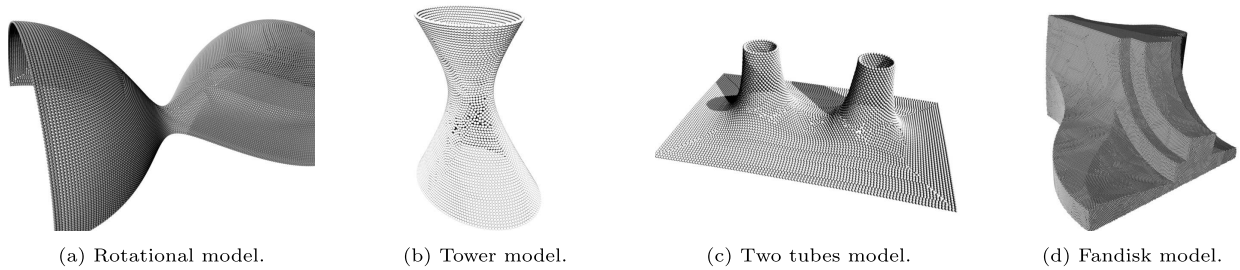 (a) Rotational model.
(b) Tower model.
(c) Two tubes model.
(d) Fandisk model.